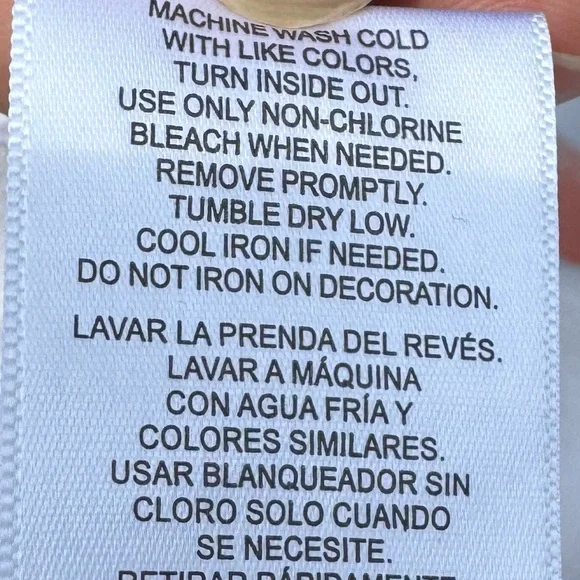 MACHINE WASH COLD
WITH LIKE COLORS,
TURN INSIDE OUT.
USE ONLY NON-CHLORINE
BLEACH WHEN NEEDED.
REMOVE PROMPTLY.
TUMBLE DRY LOW.
COOL IRON IF NEEDED.
DO NOT IRON ON DECORATION.
LAVAR LA PRENDA DEL REVÉS.
LAVAR A MÁQUINA
CON AGUA FRÍA Y
COLORES SIMILARES.
USAR BLANQUEADOR SIN
CLORO SOLO CUANDO
SE NECESITE.
RETIRAR RÁPIDAMENTE